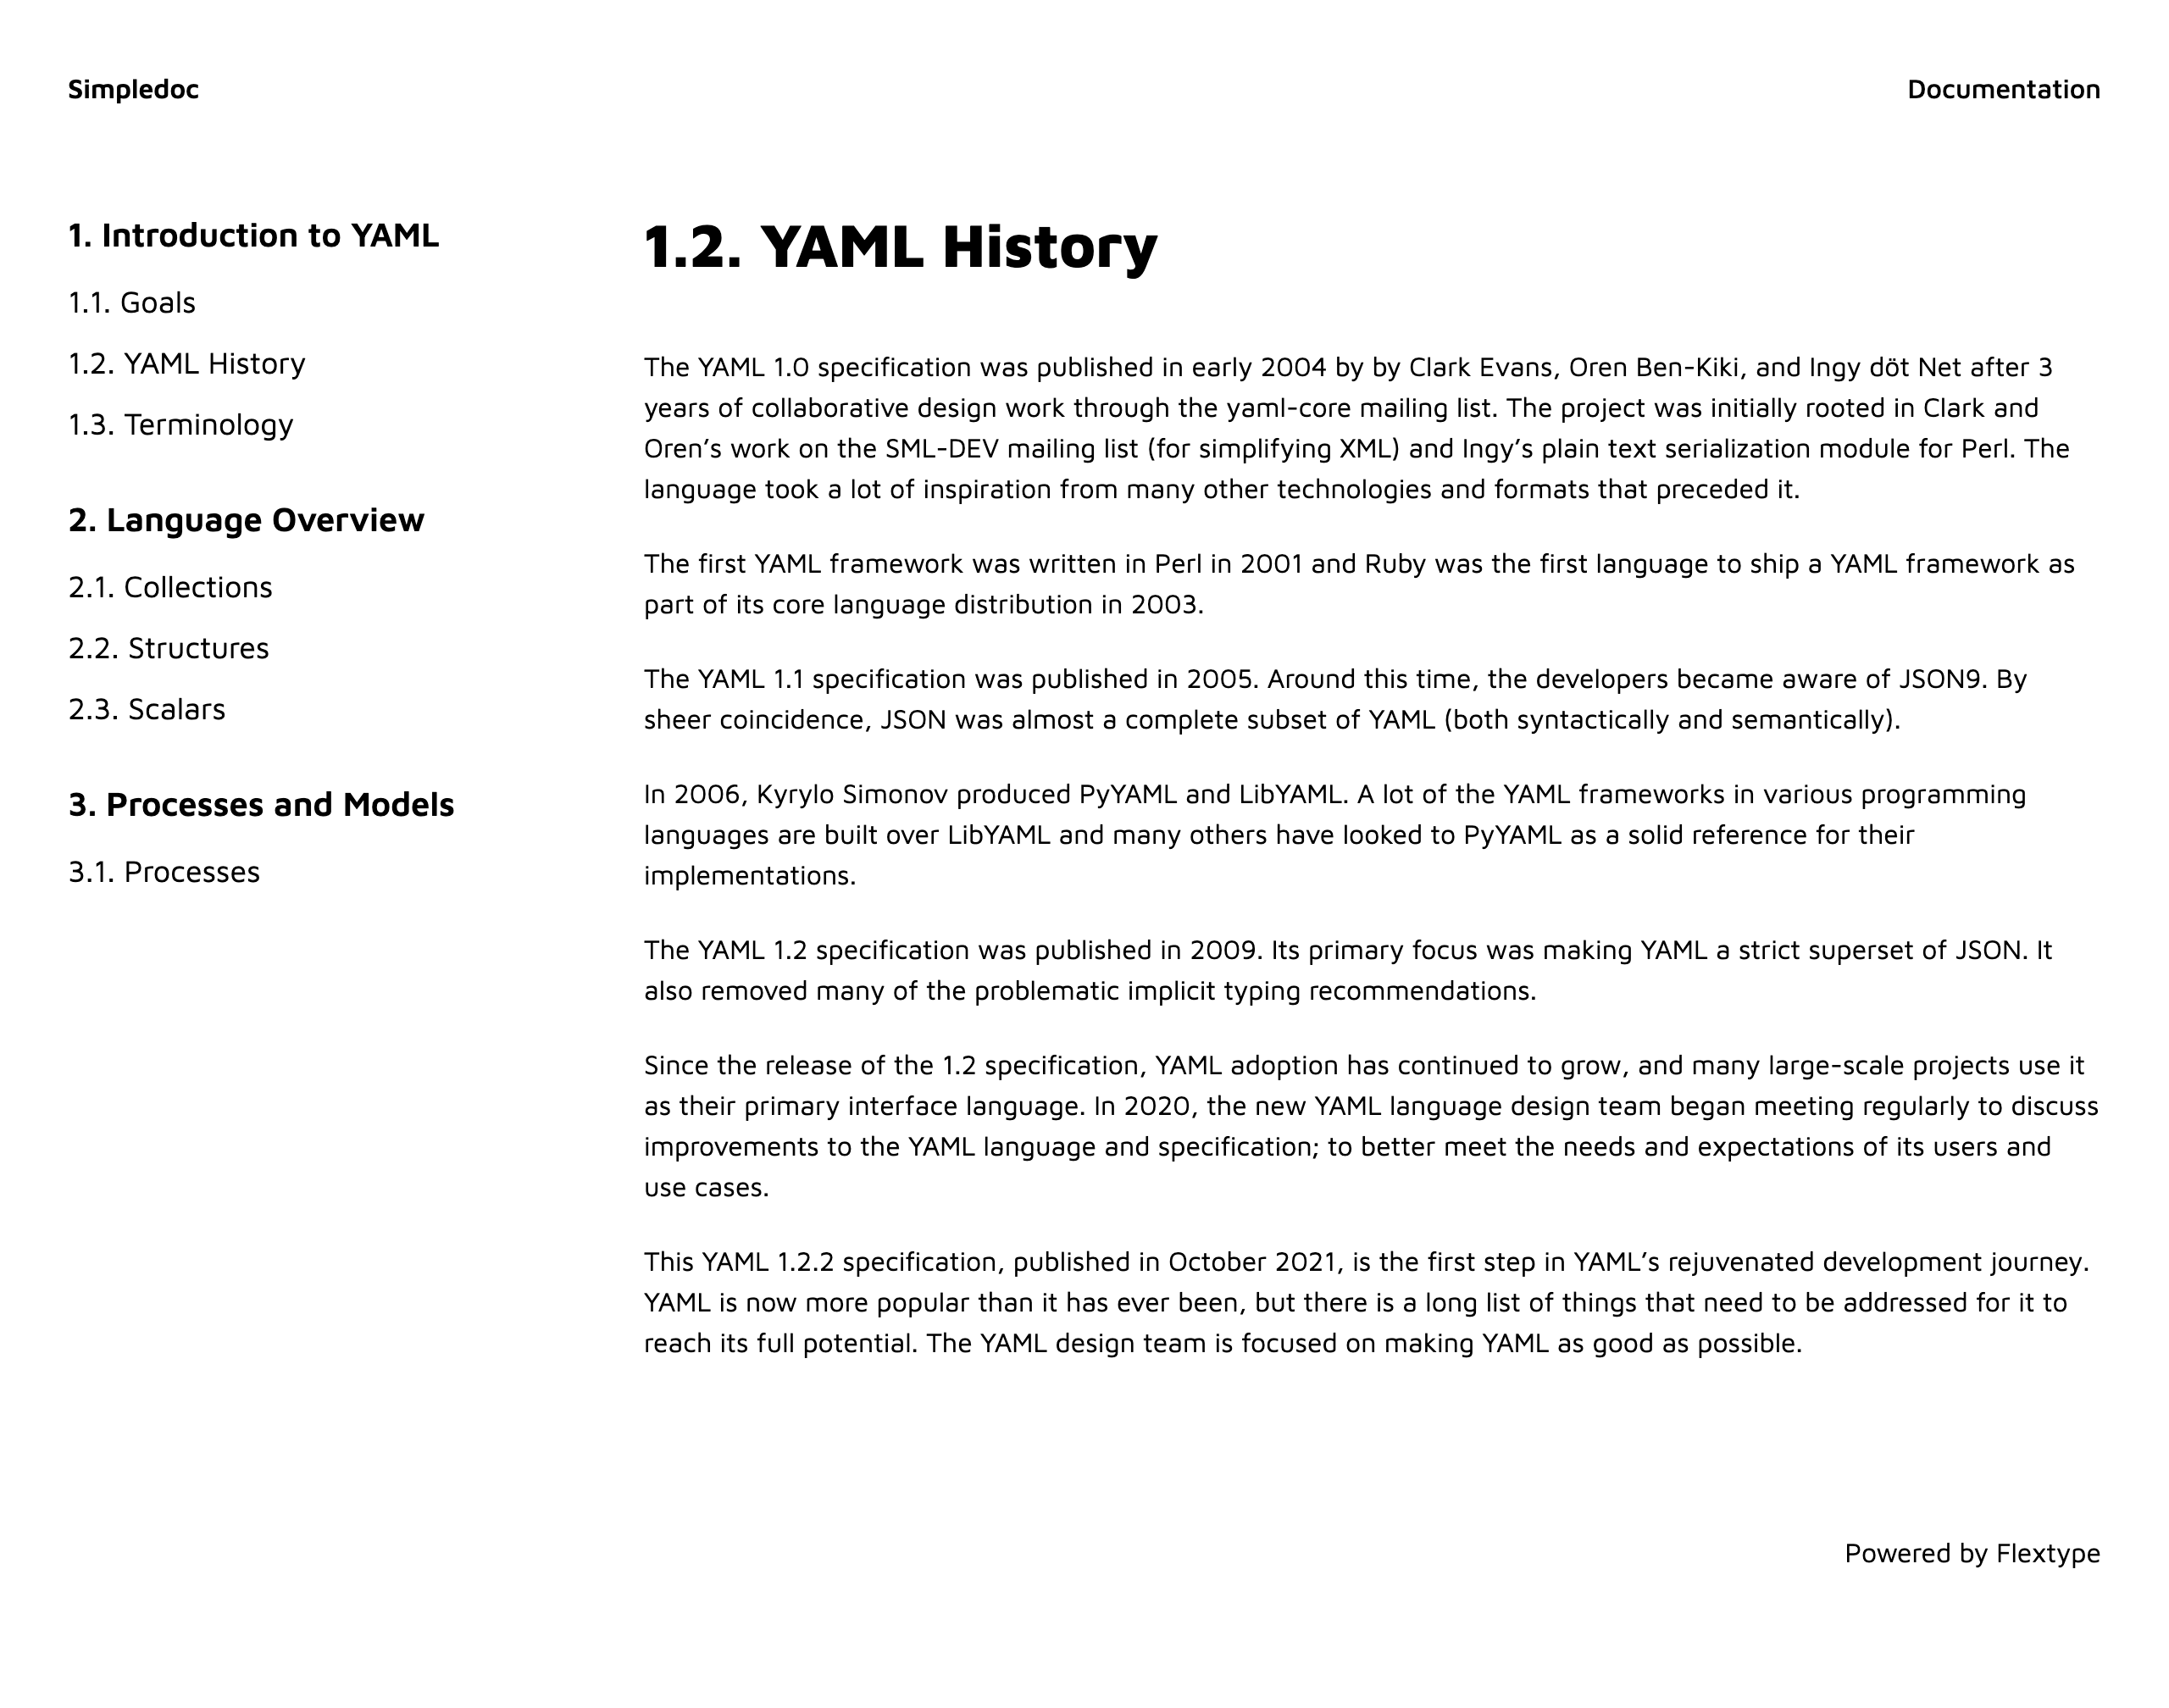 Simpledoc
Documentation
1. Introduction to YAML
1.1. Goals
1.2. YAML History
1.3. Terminology
2. Language Overview
2.1. Collections
2.2. Structures
2.3. Scalars
3. Processes and Models
3.1. Processes
1.2. YAML History
The YAML 1.0 specification was published in early 2004 by by Clark Evans, Oren Ben-Kiki, and Ingy döt Net after 3
years of collaborative design work through the yaml-core mailing list. The project was initially rooted in Clark and
Oren’s work on the SML-DEV mailing list (for simplifying XML) and Ingy’s plain text serialization module for Perl. The
language took a lot of inspiration from many other technologies and formats that preceded it.
The first YAML framework was written in Perl in 2001 and Ruby was the first language to ship a YAML framework as
part of its core language distribution in 2003.
The YAML 1.1 specification was published in 2005. Around this time, the developers became aware of JSON9. By
sheer coincidence, JSON was almost a complete subset of YAML (both syntactically and semantically).
In 2006, Kyrylo Simonov produced PyYAML and LibYAML. A lot of the YAML frameworks in various programming
languages are built over LibYAML and many others have looked to PyYAML as a solid reference for their
implementations.
The YAML 1.2 specification was published in 2009. Its primary focus was making YAML a strict superset of JSON. It
also removed many of the problematic implicit typing recommendations.
Since the release of the 1.2 specification, YAML adoption has continued to grow, and many large-scale projects use it
as their primary interface language. In 2020, the new YAML language design team began meeting regularly to discuss
improvements to the YAML language and specification; to better meet the needs and expectations of its users and
use cases.
This YAML 1.2.2 specification, published in October 2021, is the first step in YAML’s rejuvenated development journey.
YAML is now more popular than it has ever been, but there is a long list of things that need to be addressed for it to
reach its full potential. The YAML design team is focused on making YAML as good as possible.
Powered by Flextype